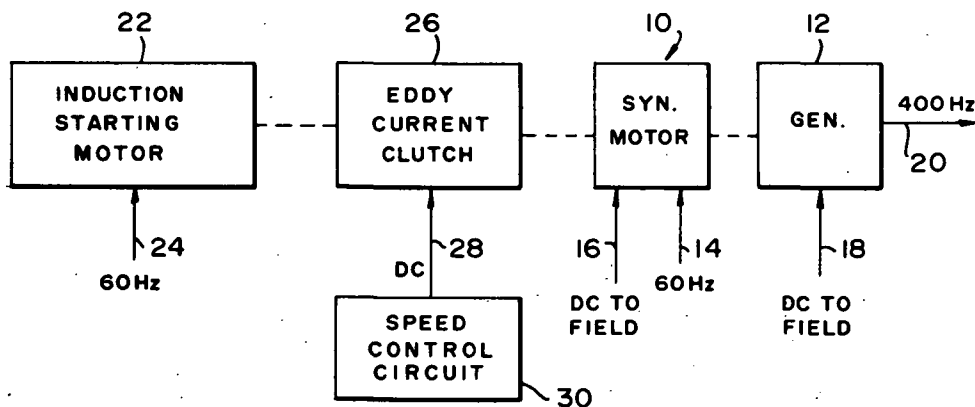 22
26
10
12
INDUCTION
STARTING
MOTOR
EDDY
CURRENT
CLUTCH
SYN.
MOTOR
GEN.
400 Hz
20
24
60Hz
28
DC
16
14
60Hz
18
DC TO
FIELD
DC TO
FIELD
SPEED
CONTROL
CIRCUIT
30